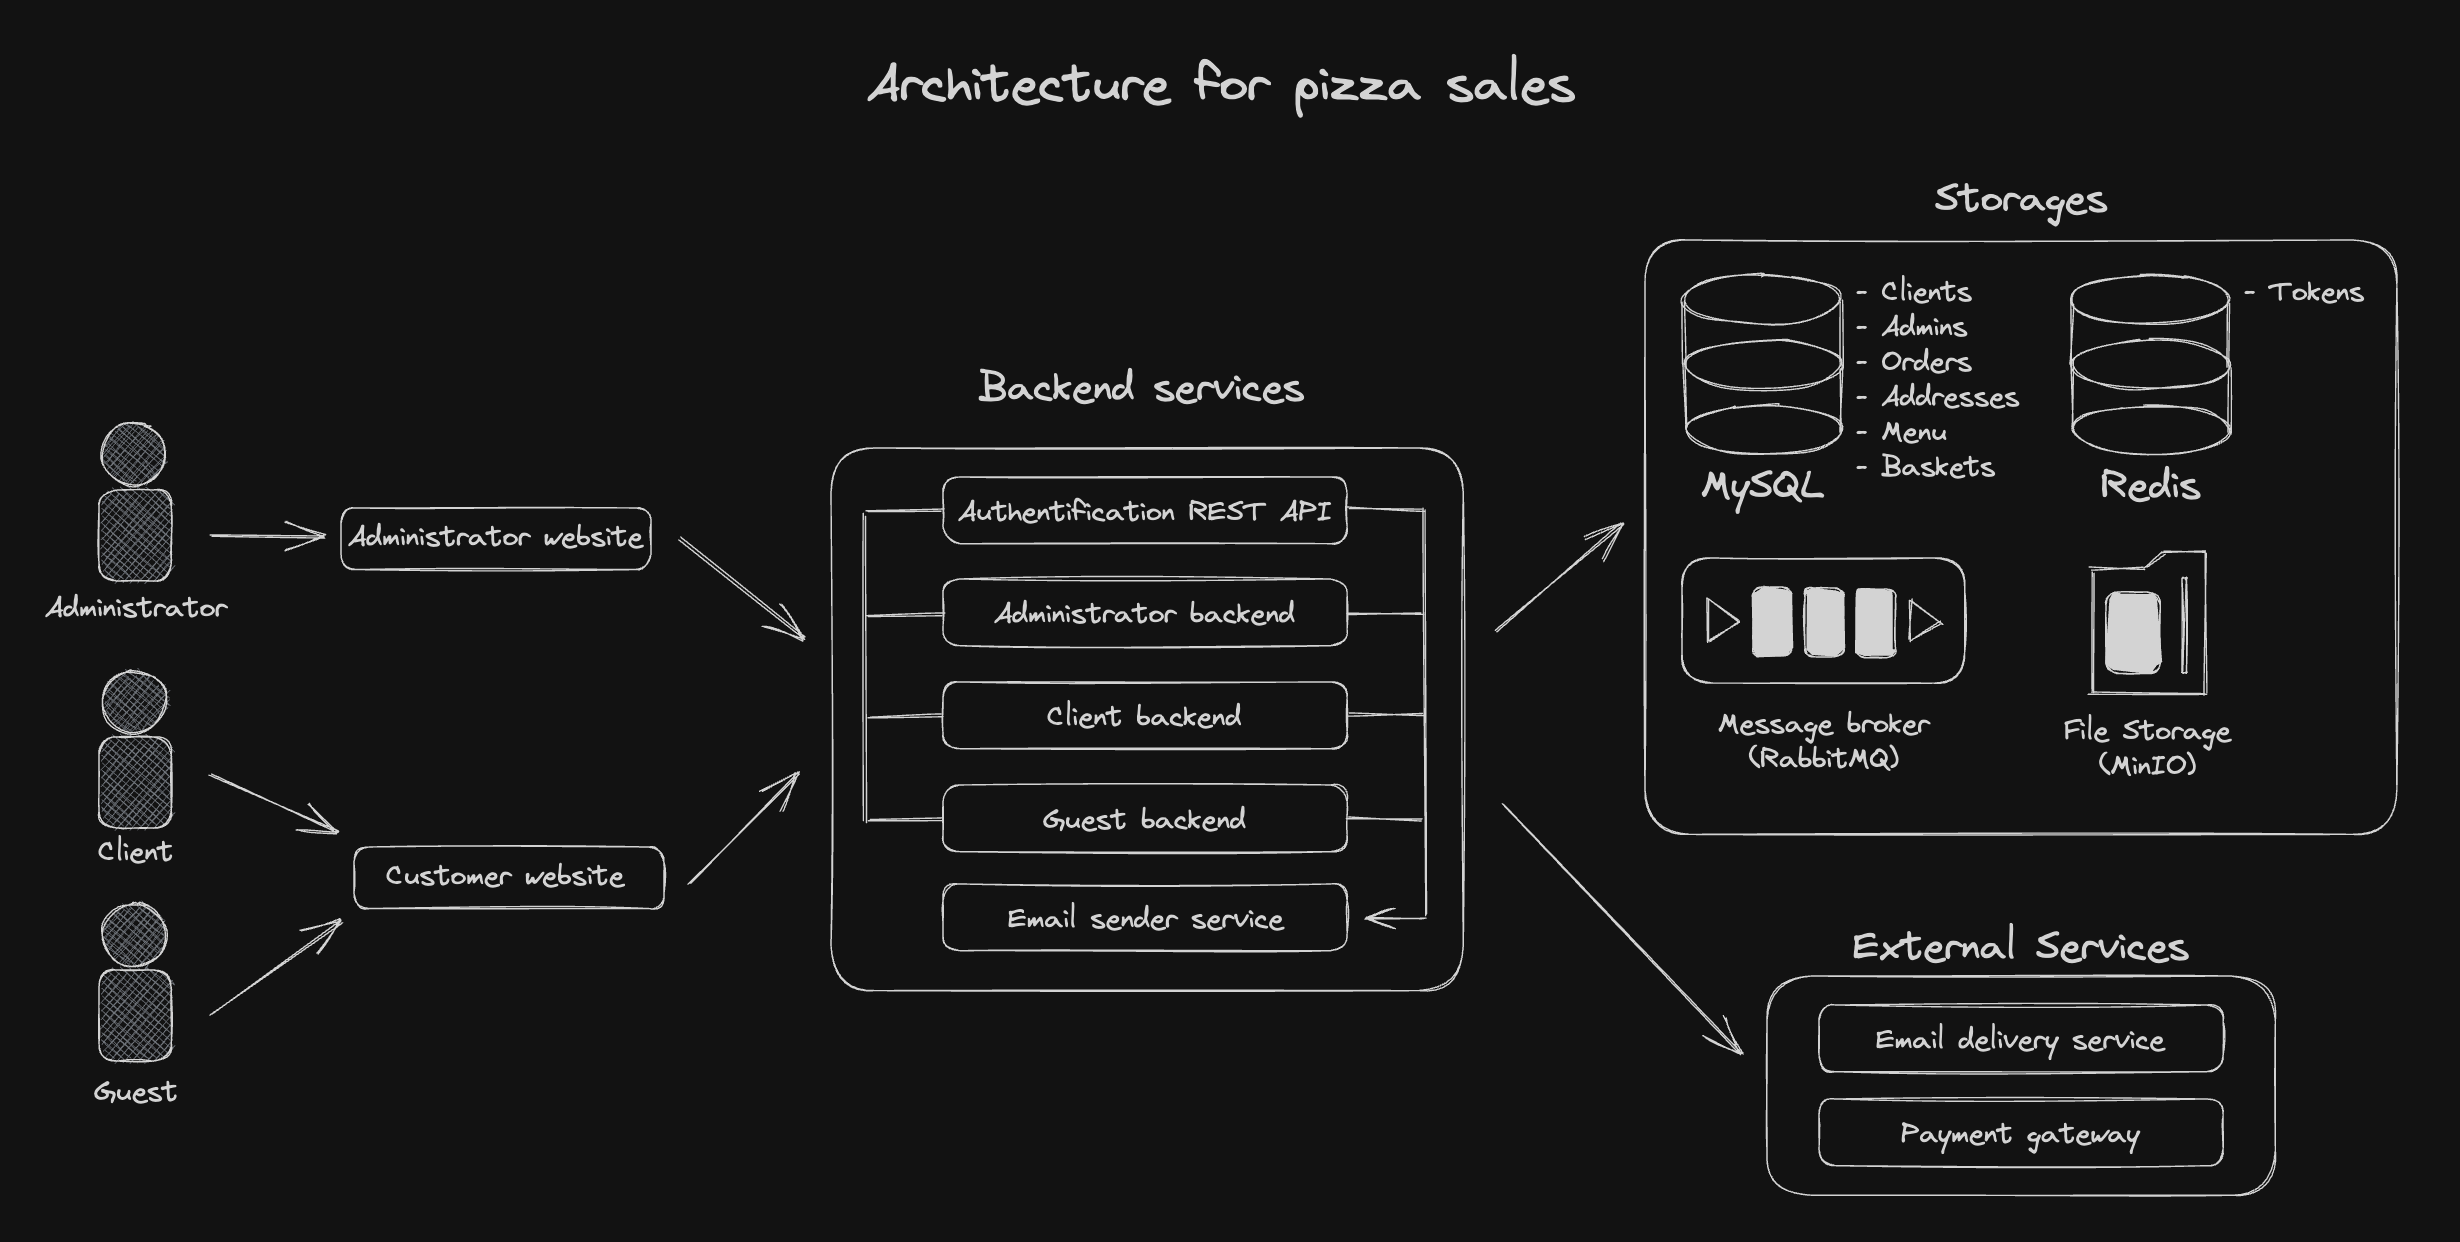 Architecture for pizza sales
Storages
- Clients
- Admins
- Orders
- Addresses
- Menu
- Baskets
MySQL
- Tokens
Redis
Message broker
(RabbitMQ)
File Storage
(MinIO)
Backend services
Authentification REST API
Administrator backend
Client backend
Guest backend
Email sender service
Administrator
Administrator website
Client
Customer website
Guest
External Services
Email delivery service
Payment gateway